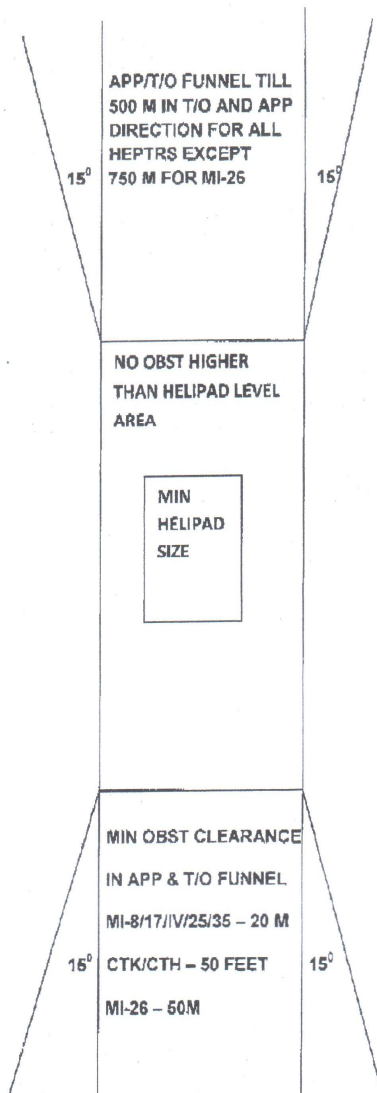 APP/T/O FUNNEL TILL
500 M IN T/O AND APP
DIRECTION FOR ALL
HEPTRS EXCEPT
750 M FOR MI-26
15⁰
15⁰
NO OBST HIGHER
THAN HELIPAD LEVEL
AREA
MIN
HELIPAD
SIZE
MIN OBST CLEARANCE
IN APP & T/O FUNNEL
MI-8/17/IV/25/35 – 20 M
15⁰
CTK/CTH – 50 FEET
15⁰
MI-26 – 50M